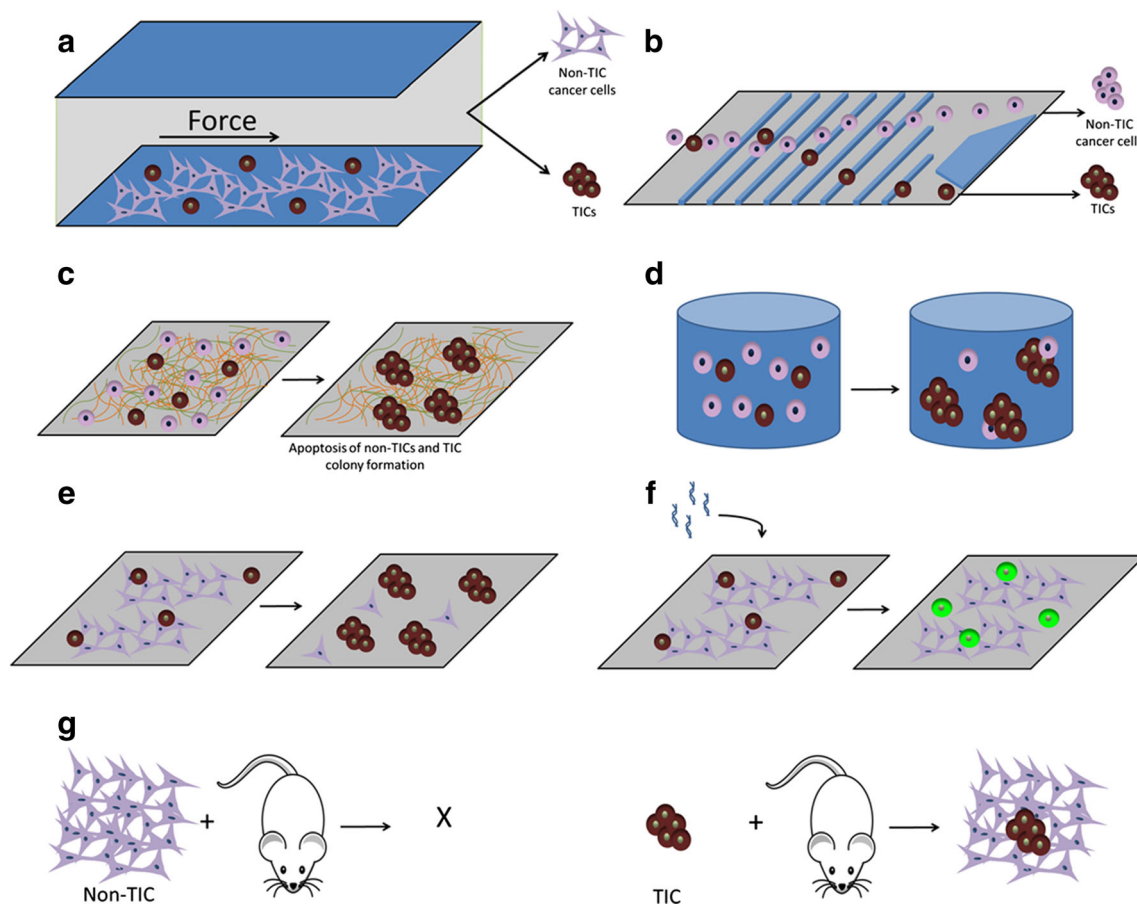 a
Force
Non-TIC
cancer cells
TICs
b
Non-TIC
cancer cell
TICs
c
Apoptosis of non-TICs and TIC
colony formation
d
e
f
g
Non-TIC
+
X
TIC
+